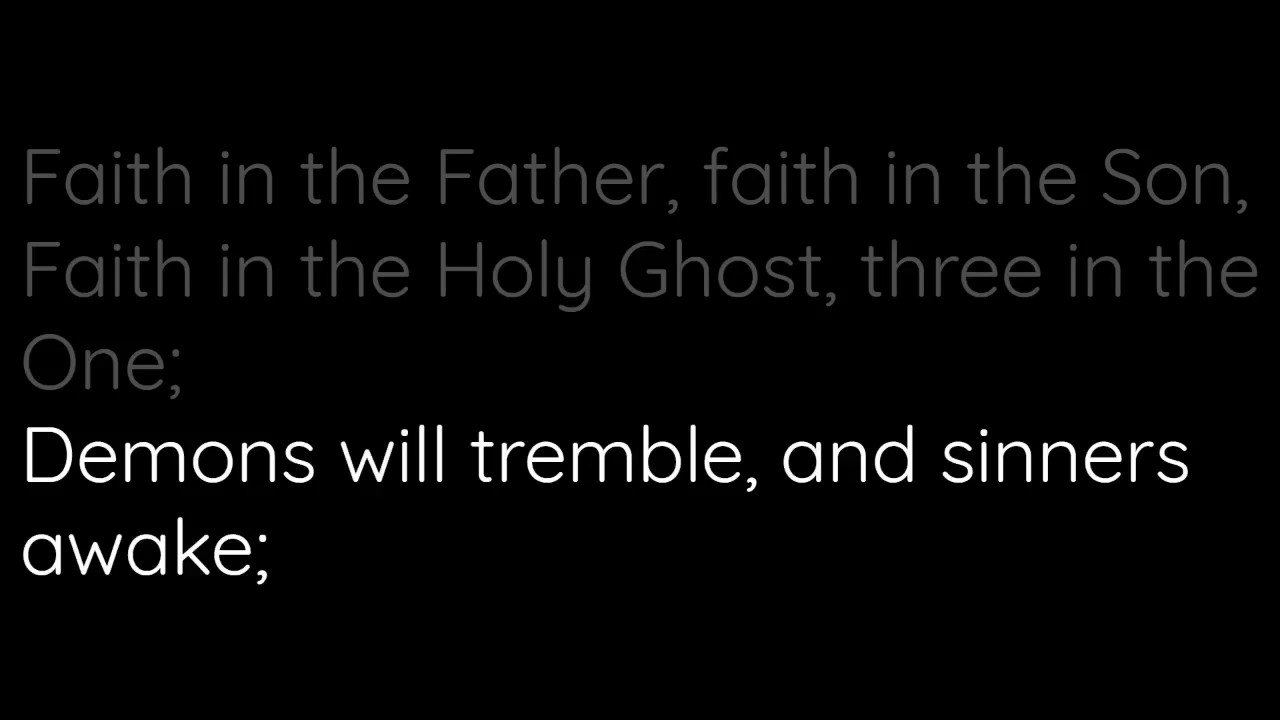 Faith in the Father, faith in the Son,
Faith in the Holy Ghost, three in the
One;
Demons will tremble, and sinners
awake;